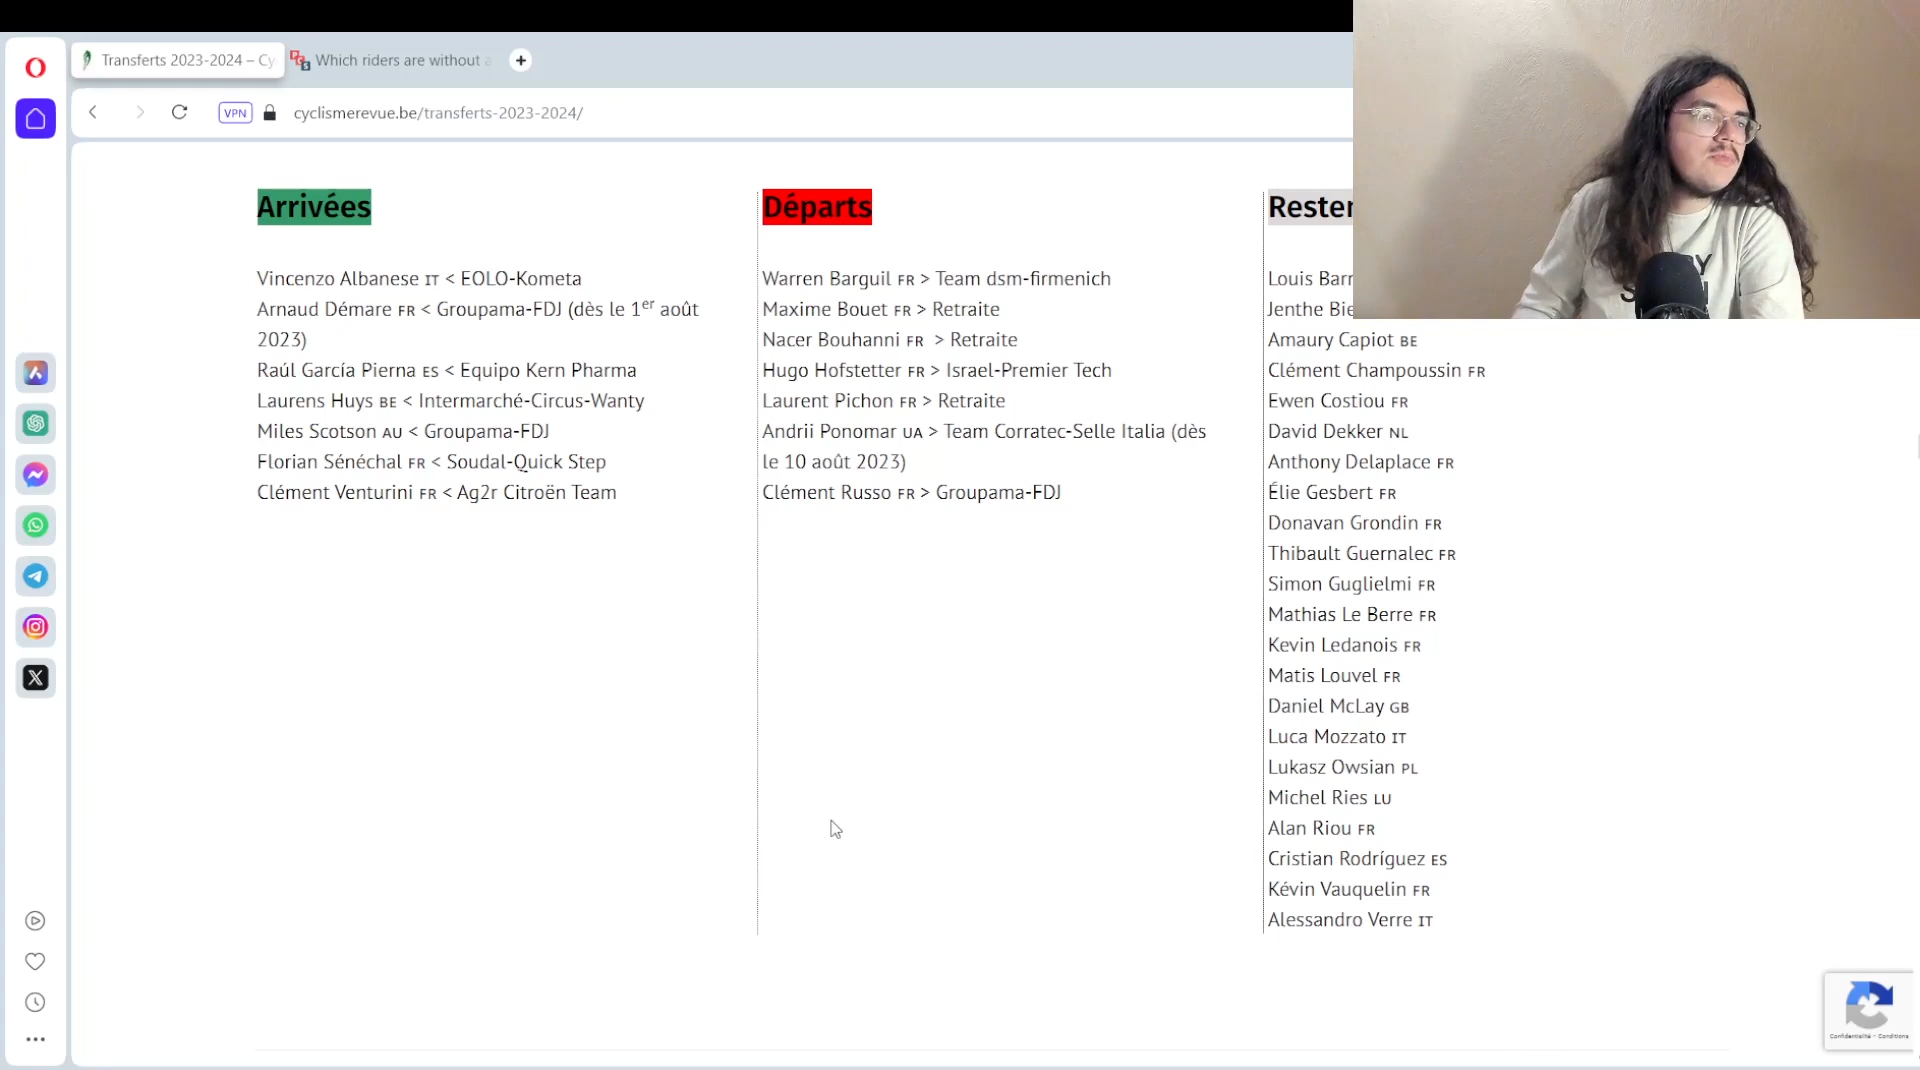 Transferts 2023-2024 – Cy
Which riders are without a
VPN
cyclismerevue.be/transferts-2023-2024/
Arrivées
Vincenzo Albanese IT < EOLO-Kometa
Arnaud Démare FR < Groupama-FDJ (dès le 1er août
2023)
Raúl García Pierna ES < Equipo Kern Pharma
Laurens Huys BE < Intermarché-Circus-Wanty
Miles Scotson AU < Groupama-FDJ
Florian Sénéchal FR < Soudal-Quick Step
Clément Venturini FR < Ag2r Citroën Team
Départs
Warren Barguil FR > Team dsm-firmenich
Maxime Bouet FR > Retraite
Nacer Bouhanni FR > Retraite
Hugo Hofstetter FR > Israel-Premier Tech
Laurent Pichon FR > Retraite
Andrii Ponomar UA > Team Corratec-Selle Italia (dès
le 10 août 2023)
Clément Russo FR > Groupama-FDJ
Rester
Louis Barr
Jenthe Bie
Amaury Capiot BE
Clément Champoussin FR
Ewen Costiou FR
David Dekker NL
Anthony Delaplace FR
Élie Gesbert FR
Donavan Grondin FR
Thibault Guernalec FR
Simon Guglielmi FR
Mathias Le Berre FR
Kevin Ledanois FR
Matis Louvel FR
Daniel McLay GB
Luca Mozzato IT
Lukasz Owsian PL
Michel Ries LU
Alan Riou FR
Cristian Rodríguez ES
Kévin Vauquelin FR
Alessandro Verre IT
Confidentialité - Conditions